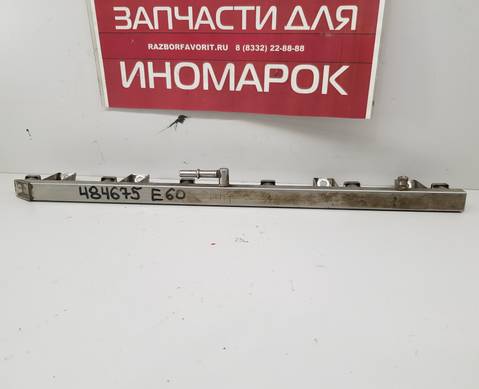 ЗАПЧАСТИ ДЛЯ
RAZBORFAVORIT.RU 8 (8332) 22-88-88
ИНОМАРОК
484675 E60